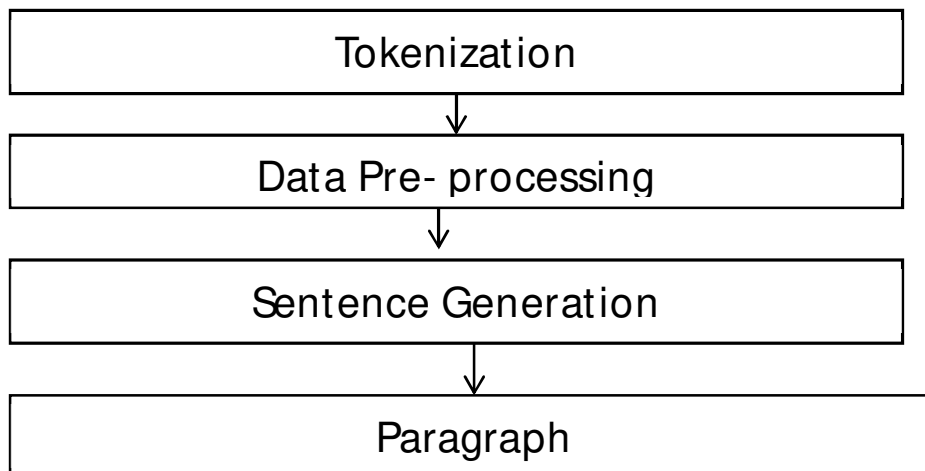 Tokenization
Data Pre- processing
Sentence Generation
Paragraph